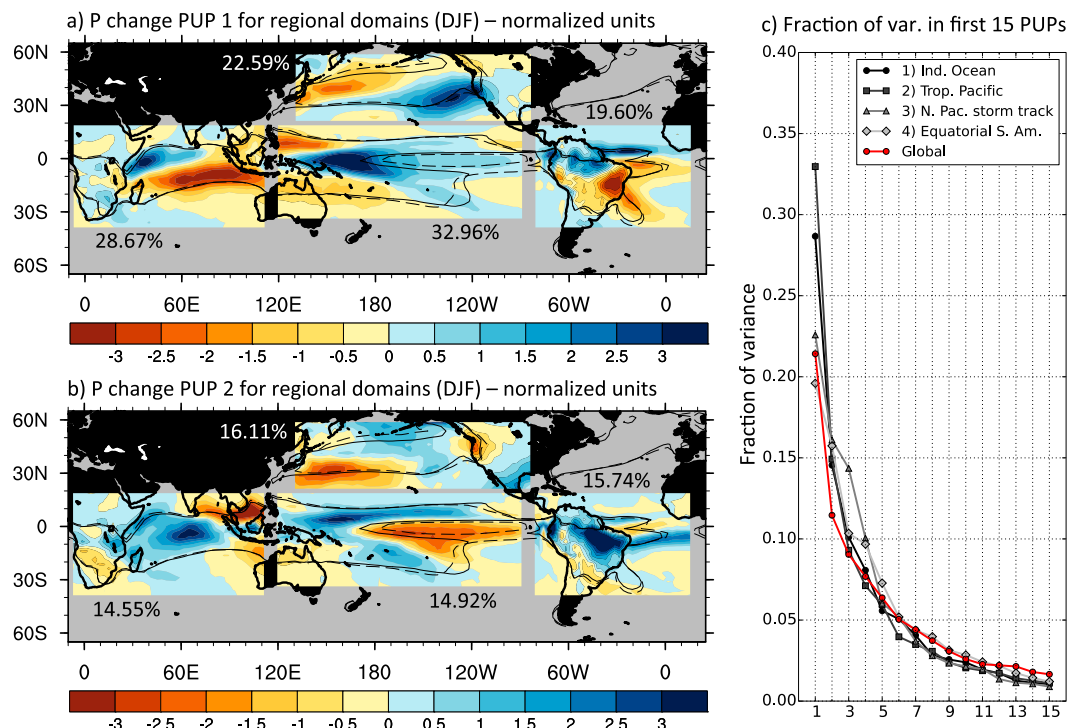 a) P change PUP 1 for regional domains (DJF) – normalized units
60N
30N
0
30S
60S
22.59%
19.60%
28.67%
32.96%
0 60E 120E 180 120W 60W 0
-3 -2.5 -2 -1.5 -1 -0.5 0 0.5 1 1.5 2 2.5 3
b) P change PUP 2 for regional domains (DJF) – normalized units
60N
30N
0
30S
60S
16.11%
15.74%
14.55%
14.92%
-3 -2.5 -2 -1.5 -1 -0.5 0 0.5 1 1.5 2 2.5 3
c) Fraction of var. in first 15 PUPs
1) Ind. Ocean
2) Trop. Pacific
3) N. Pac. storm track
4) Equatorial S. Am.
Global
Fraction of variance
0.40
0.35
0.30
0.25
0.20
0.15
0.10
0.05
0.00
1 3 5 7 9 11 13 15